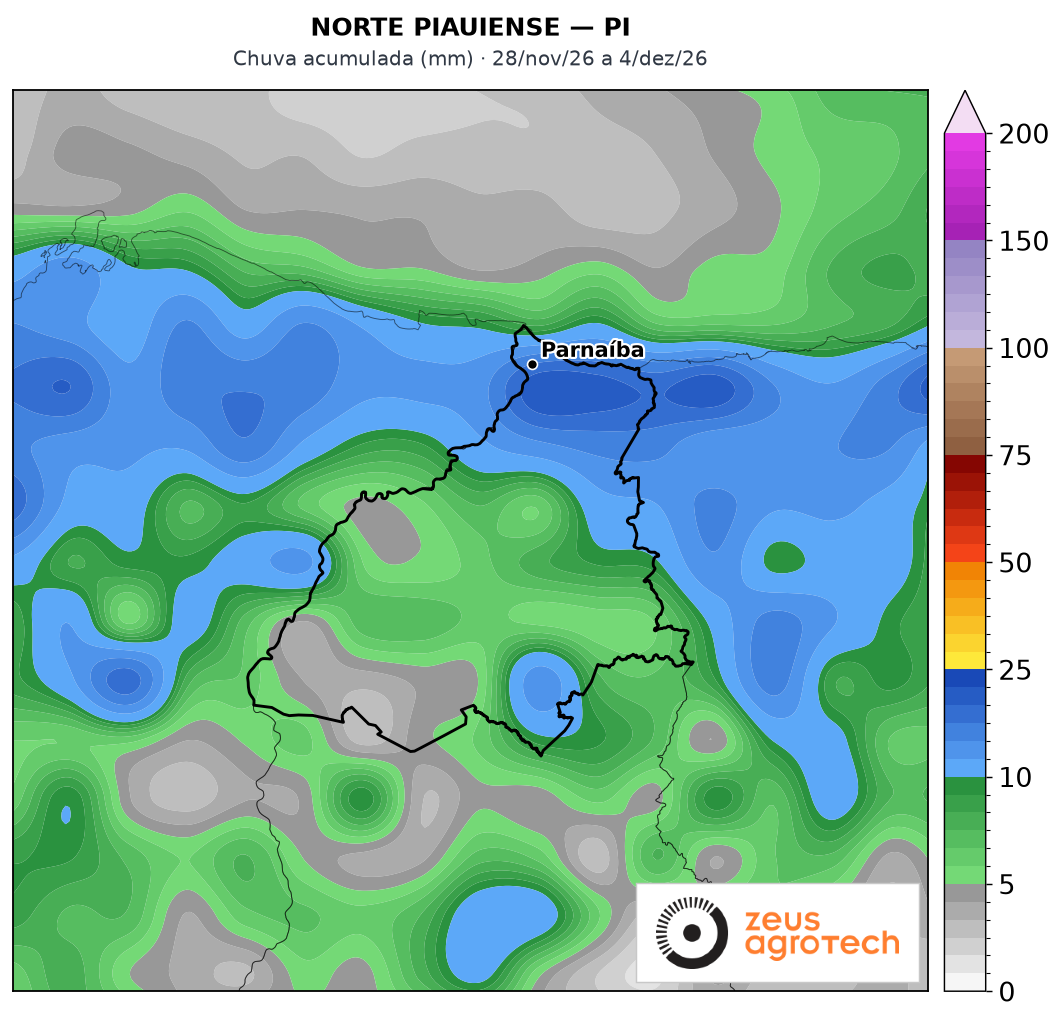 NORTE PIAUIENSE — PI
Chuva acumulada (mm) · 28/nov/26 a 4/dez/26
Parnaíba
200
150
100
75
50
25
10
5
0
zeus
agrotech